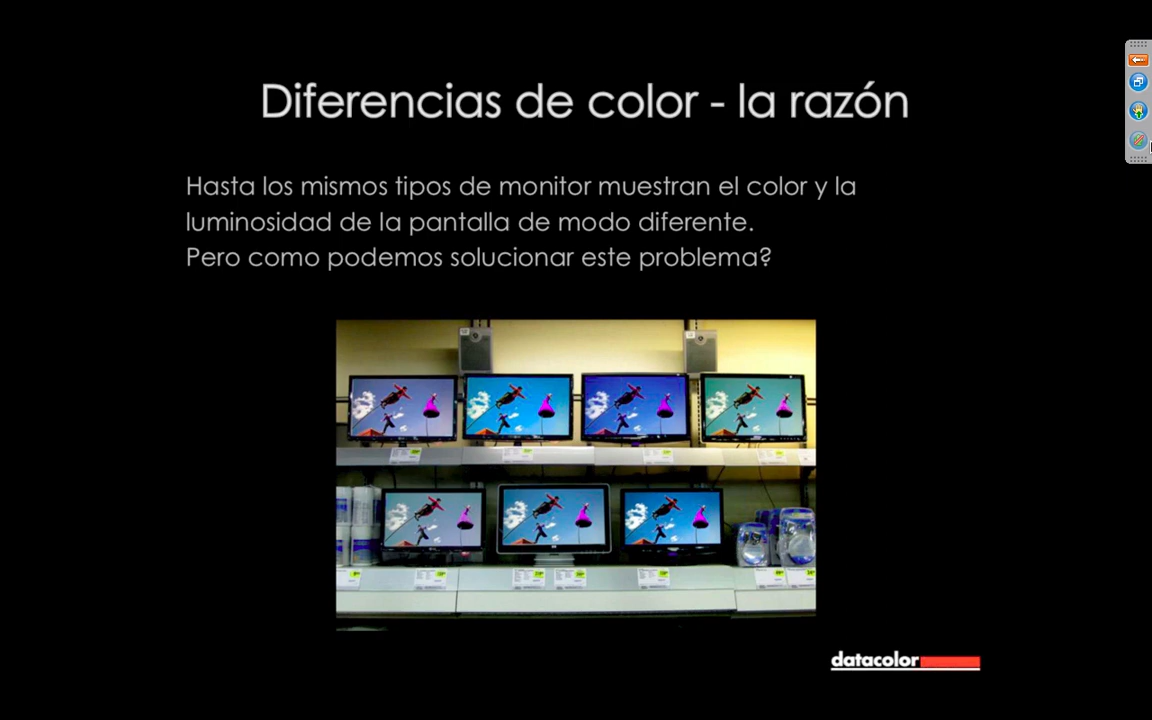 Diferencias de color - la razón
Hasta los mismos tipos de monitor muestran el color y la
luminosidad de la pantalla de modo diferente.
Pero como podemos solucionar este problema?
datacolor